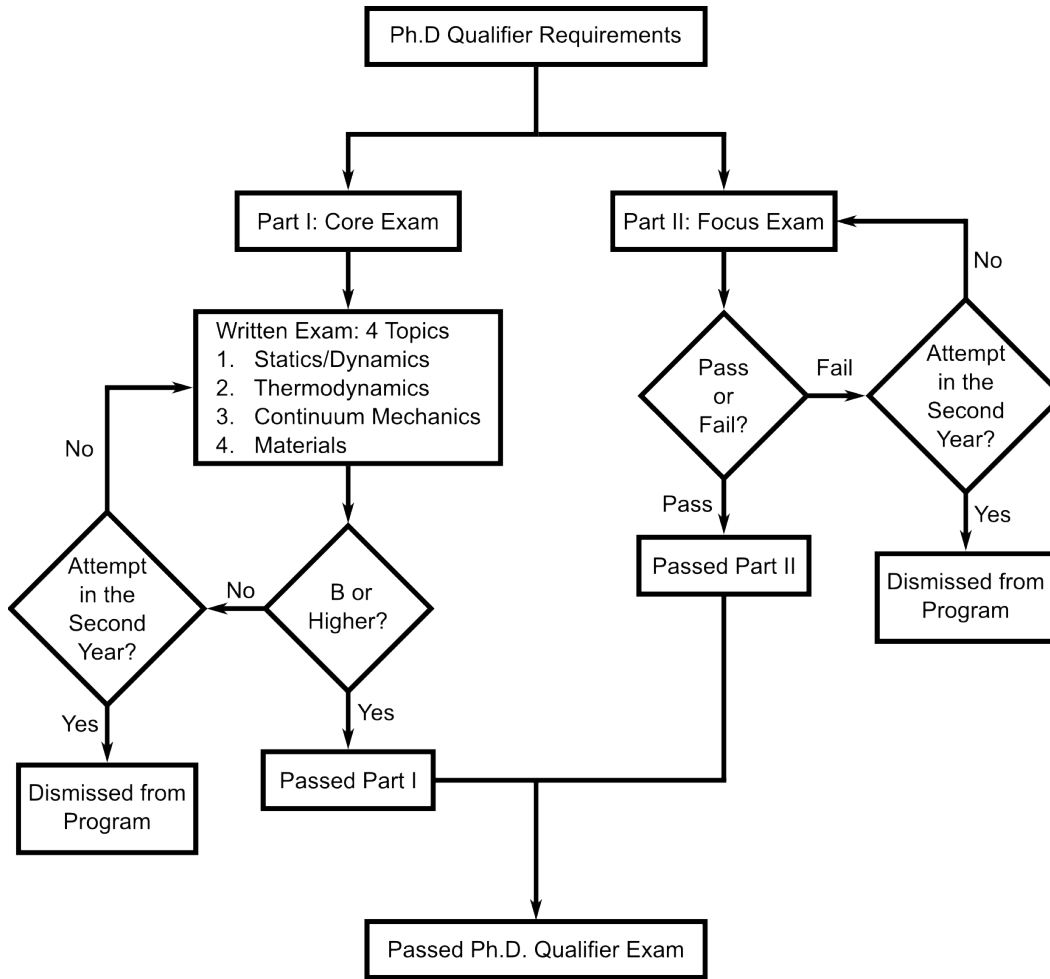 Ph.D Qualifier Requirements
Part I: Core Exam
Written Exam: 4 Topics
1. Statics/Dynamics
2. Thermodynamics
3. Continuum Mechanics
4. Materials
No
Attempt
in the
Second
Year?
No
B or
Higher?
Yes
Dismissed from
Program
Yes
Passed Part I
Part II: Focus Exam
No
Pass
or
Fail?
Fail
Attempt
in the
Second
Year?
Pass
Passed Part II
Yes
Dismissed from
Program
Passed Ph.D. Qualifier Exam